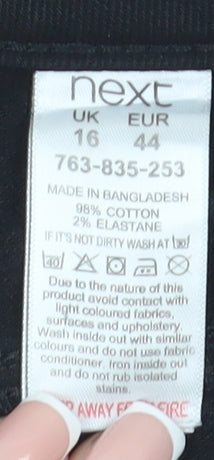 next
UK EUR
16 44
763-835-253
MADE IN BANGLADESH
98% COTTON
2% ELASTANE
IF IT'S NOT DIRTY WASH AT 30
40
Due to the nature of this
product avoid contact with
light coloured fabrics,
surfaces and upholstery.
Wash inside out with similar
colours and do not use fabric
conditioner. Iron inside out
and do not rub isolated
stains.
AWAY FIRE